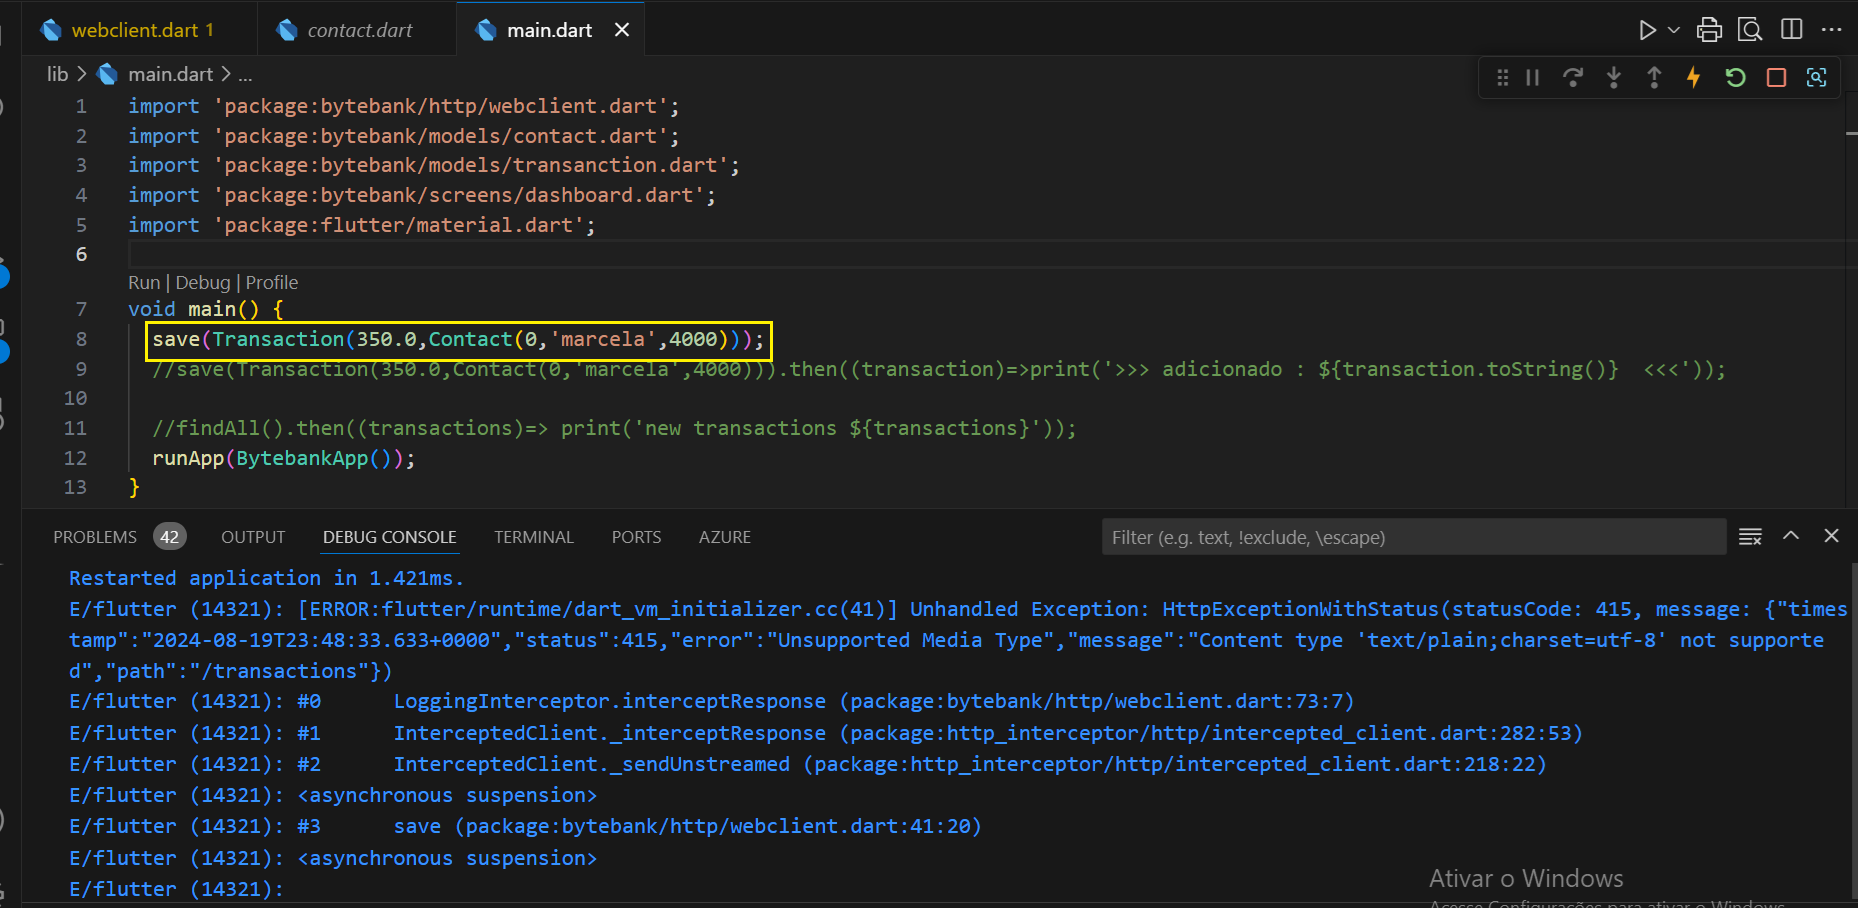 webclient.dart 1
contact.dart
main.dart
lib > main.dart > ...
1 import 'package:bytebank/http/webclient.dart';
2 import 'package:bytebank/models/contact.dart';
3 import 'package:bytebank/models/transanction.dart';
4 import 'package:bytebank/screens/dashboard.dart';
5 import 'package:flutter/material.dart';
6
Run | Debug | Profile
7 void main() {
8 save(Transaction(350.0,Contact(0,'marcela',4000)));
9 //save(Transaction(350.0,Contact(0,'marcela',4000))).then((transaction)=>print('>>> adicionado : ${transaction.toString()}  <<<'));
10
11 //findAll().then((transactions)=> print('new transactions ${transactions}'));
12 runApp(BytebankApp());
13 }
PROBLEMS 42 OUTPUT DEBUG CONSOLE TERMINAL PORTS AZURE Filter (e.g. text, !exclude, \escape)
Restarted application in 1.421ms.
E/flutter (14321): [ERROR:flutter/runtime/dart_vm_initializer.cc(41)] Unhandled Exception: HttpExceptionWithStatus(statusCode: 415, message: {"times
tamp":"2024-08-19T23:48:33.633+0000","status":415,"error":"Unsupported Media Type","message":"Content type 'text/plain;charset=utf-8' not supporte
d","path":"/transactions"})
E/flutter (14321): #0      LoggingInterceptor.interceptResponse (package:bytebank/http/webclient.dart:73:7)
E/flutter (14321): #1      InterceptedClient._interceptResponse (package:http_interceptor/http/intercepted_client.dart:282:53)
E/flutter (14321): #2      InterceptedClient._sendUnstreamed (package:http_interceptor/http/intercepted_client.dart:218:22)
E/flutter (14321): <asynchronous suspension>
E/flutter (14321): #3      save (package:bytebank/http/webclient.dart:41:20)
E/flutter (14321): <asynchronous suspension>
E/flutter (14321):
Ativar o Windows
Acesse Configurações para ativar o Windows.